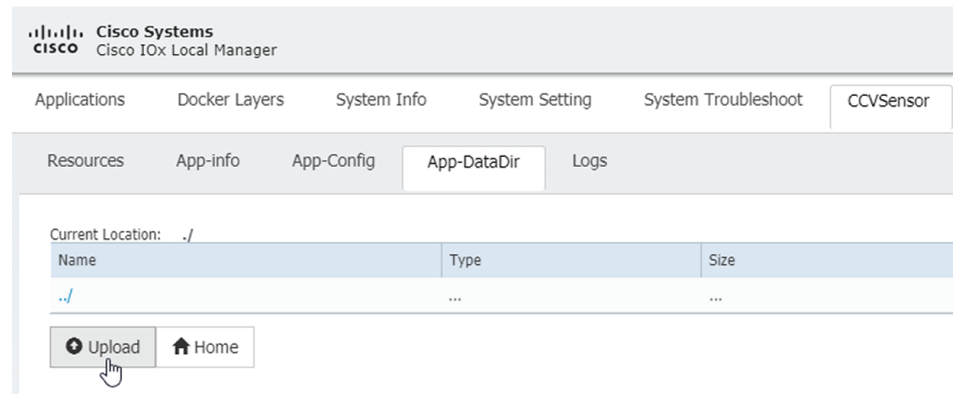 Cisco Systems
CISCO Cisco IOx Local Manager
Applications Docker Layers System Info System Setting System Troubleshoot CCVSensor
Resources App-info App-Config App-DataDir Logs
Current Location: ./
Name Type Size
../ ... ...
Upload Home